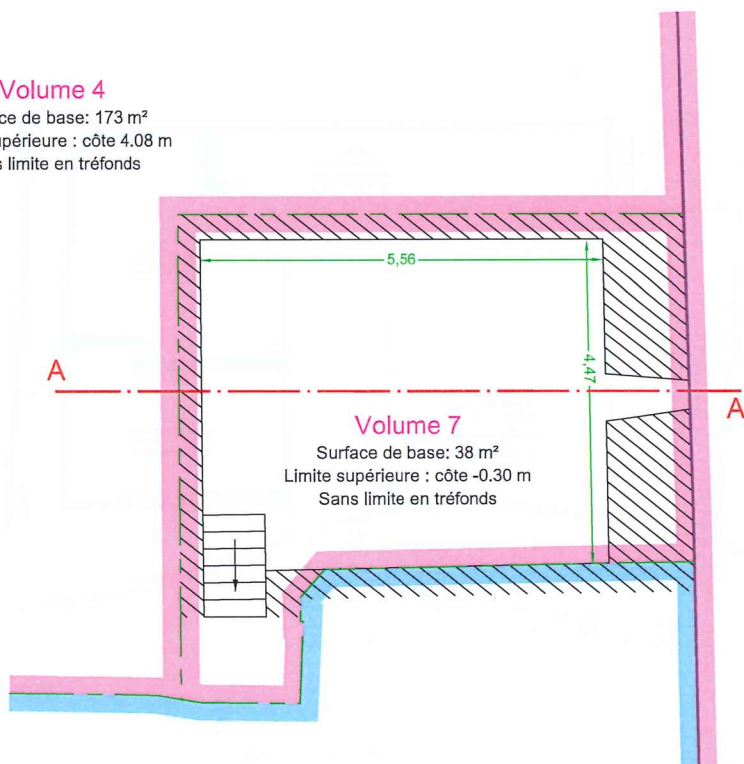 Volume 4
ce de base: 173 m²
upérieure : côte 4.08 m
s limite en tréfonds
5,56
4,47
A
A
Volume 7
Surface de base: 38 m²
Limite supérieure : côte -0.30 m
Sans limite en tréfonds